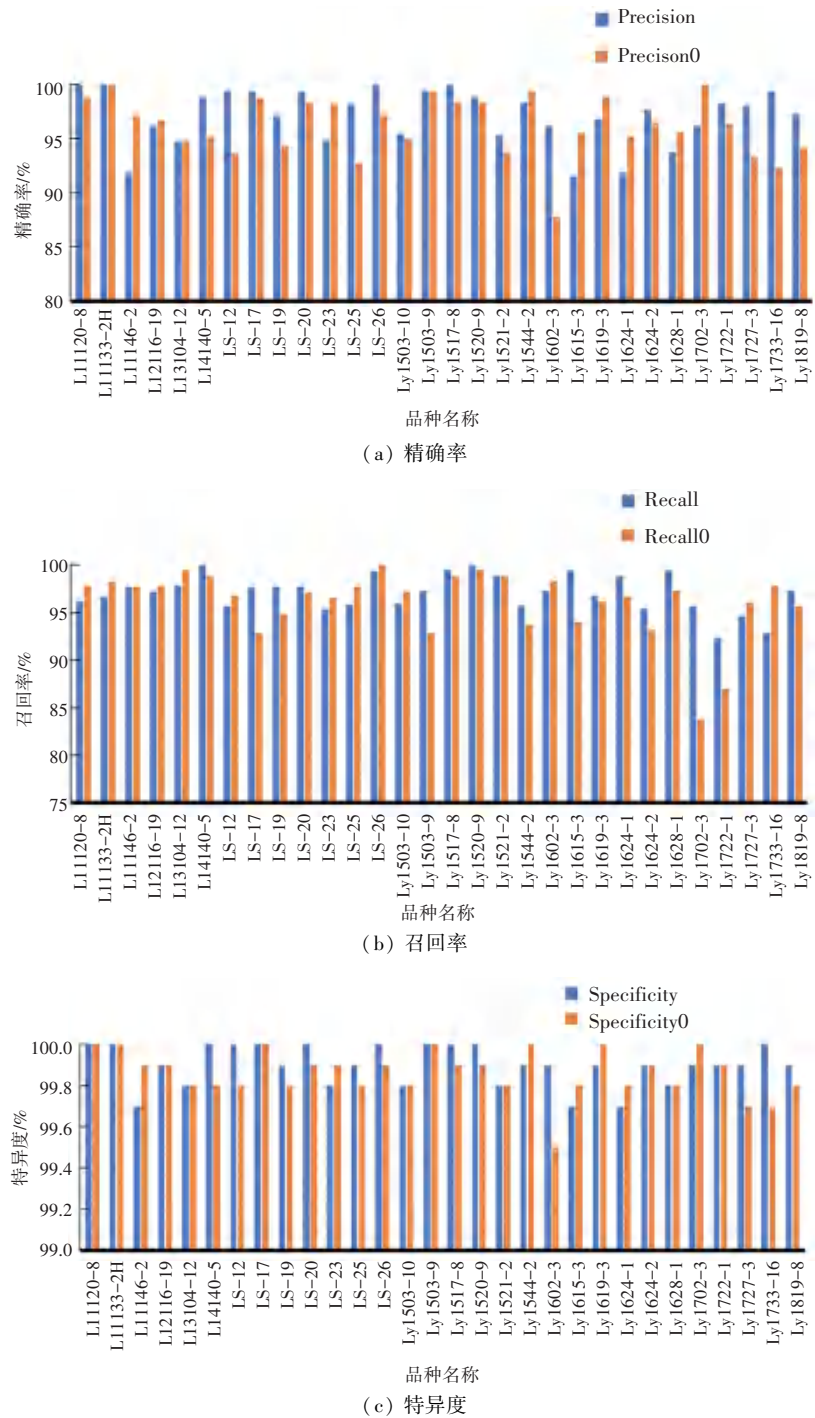 Precision
Precison0
精确率/%
100
95
90
85
80
L11120-8 L11133-2H L11146-2 L12116-19 L13104-12 L14140-5 LS-12 LS-17 LS-19 LS-20 LS-23 LS-25 LS-26 Ly1503-10 Ly1503-9 Ly1517-8 Ly1520-9 Ly1521-2 Ly1544-2 Ly1602-3 Ly1615-3 Ly1619-3 Ly1624-1 Ly1624-2 Ly1628-1 Ly1702-3 Ly1722-1 Ly1727-3 Ly1733-16 Ly1819-8
品种名称
(a) 精确率
Recall
Recall0
召回率/%
100
95
90
85
80
75
L11120-8 L11133-2H L11146-2 L12116-19 L13104-12 L14140-5 LS-12 LS-17 LS-19 LS-20 LS-23 LS-25 LS-26 Ly1503-10 Ly1503-9 Ly1517-8 Ly1520-9 Ly1521-2 Ly1544-2 Ly1602-3 Ly1615-3 Ly1619-3 Ly1624-1 Ly1624-2 Ly1628-1 Ly1702-3 Ly1722-1 Ly1727-3 Ly1733-16 Ly1819-8
品种名称
(b) 召回率
Specificity
Specificity0
特异度/%
100.0
99.8
99.6
99.4
99.2
99.0
L11120-8 L11133-2H L11146-2 L12116-19 L13104-12 L14140-5 LS-12 LS-17 LS-19 LS-20 LS-23 LS-25 LS-26 Ly1503-10 Ly1503-9 Ly1517-8 Ly1520-9 Ly1521-2 Ly1544-2 Ly1602-3 Ly1615-3 Ly1619-3 Ly1624-1 Ly1624-2 Ly1628-1 Ly1702-3 Ly1722-1 Ly1727-3 Ly1733-16 Ly1819-8
品种名称
(c) 特异度